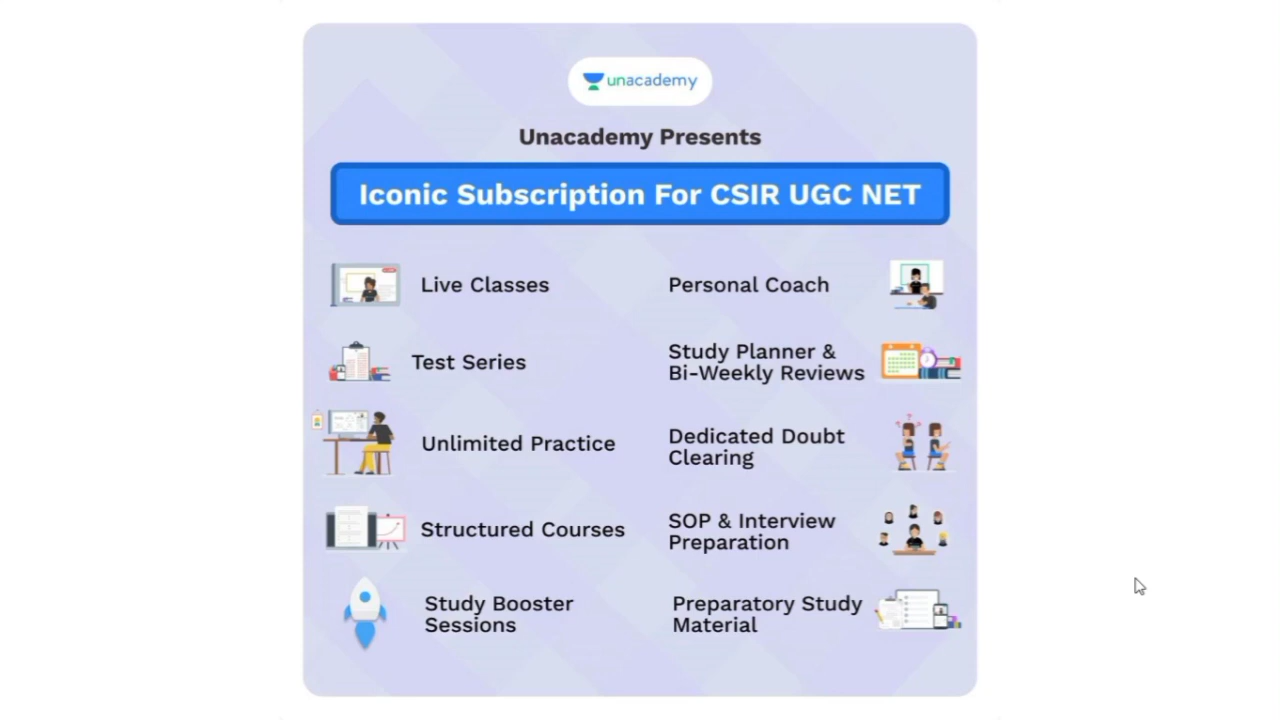 unacademy
Unacademy Presents
Iconic Subscription For CSIR UGC NET
Live Classes
Personal Coach
Test Series
Study Planner &
Bi-Weekly Reviews
Unlimited Practice
Dedicated Doubt
Clearing
Structured Courses
SOP & Interview
Preparation
Study Booster
Sessions
Preparatory Study
Material